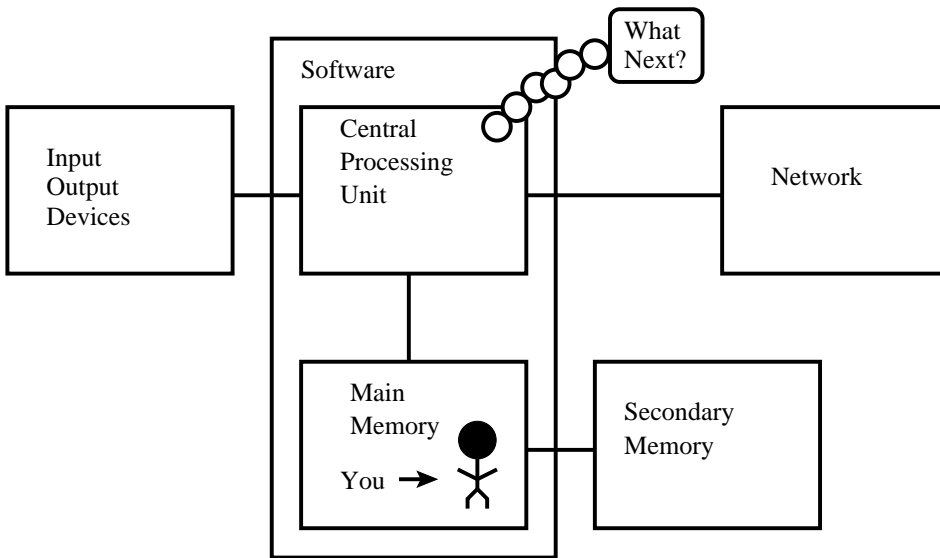 What
Next?
Software
Central
Processing
Unit
Input
Output
Devices
Network
Main
Memory
You
Secondary
Memory